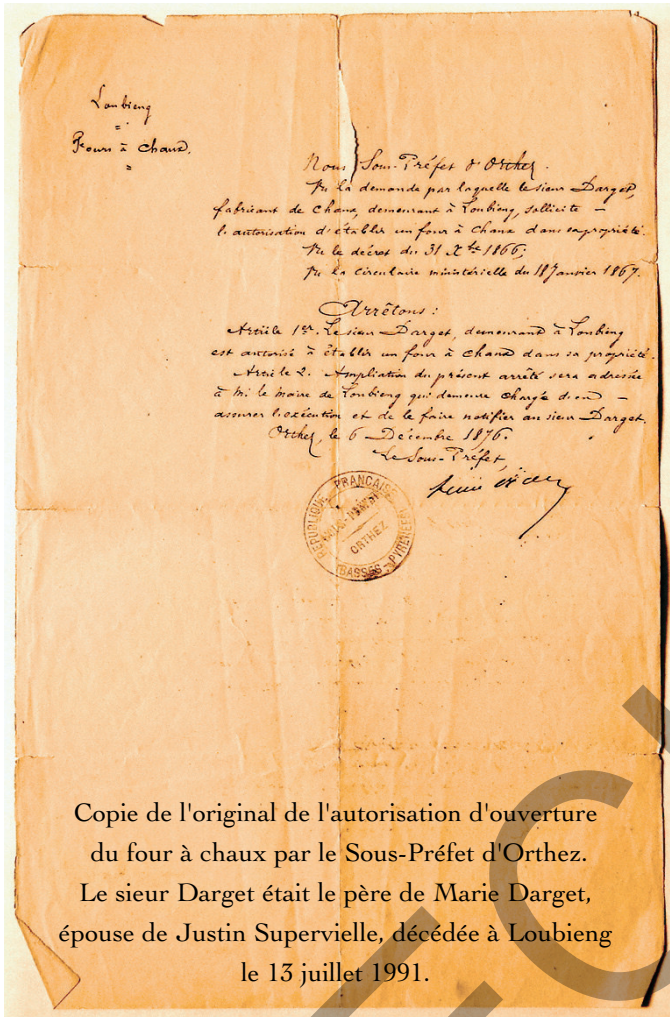 Loubieng
Fours à chaux.
Nous Sous-Préfet d'Orthez.
Vu la demande par laquelle le sieur Darget,
fabricant de chaux, demeurant à Loubieng, sollicite –
l'autorisation d'établir un four à chaux dans sa propriété.
Vu le décret du 31 Xbre 1866;
Vu la circulaire ministérielle du 18 Janvier 1867.
Arrêtons :
Article 1er. Le sieur Darget, demeurant à Loubieng
est autorisé à établir un four à chaux dans sa propriété.
Article 2. Ampliation du présent arrêté sera adressée
à Mr le Maire de Loubieng qui demeure chargé d'en –
assurer l'exécution et de le faire notifier au sieur Darget.
Orthez, le 6 Décembre 1876.
Le Sous-Préfet,
RÉPUBLIQUE FRANÇAISE
ORTHEZ
BASSES-PYRÉNÉES
Copie de l'original de l'autorisation d'ouverture
du four à chaux par le Sous-Préfet d'Orthez.
Le sieur Darget était le père de Marie Darget,
épouse de Justin Supervielle, décédée à Loubieng
le 13 juillet 1991.